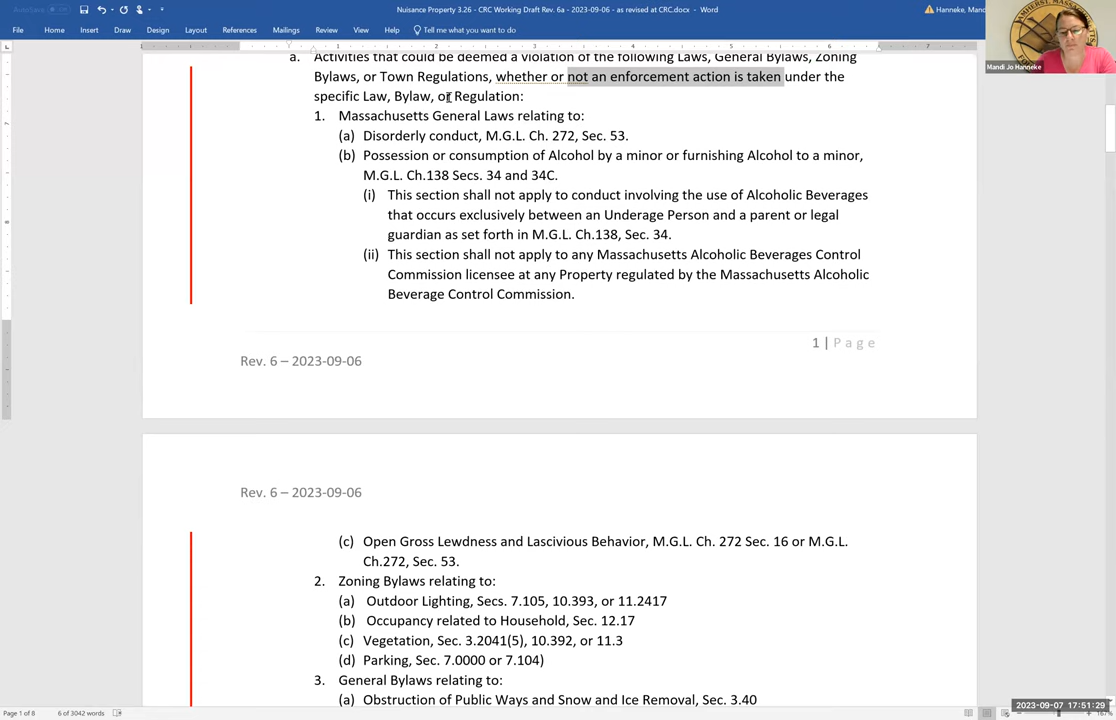 Nuisance Property 3.26 - CRC Working Draft Rev. 6a - 2023-09-06 - as revised at CRC.docx - Word
Hanneke, Mand
File Home Insert Draw Design Layout References Mailings Review View Help Tell me what you want to do
Mandi Jo Hanneke
a. Activities that could be deemed a violation of the following Laws, General Bylaws, Zoning
Bylaws, or Town Regulations, whether or not an enforcement action is taken under the
specific Law, Bylaw, or Regulation:
1. Massachusetts General Laws relating to:
(a) Disorderly conduct, M.G.L. Ch. 272, Sec. 53.
(b) Possession or consumption of Alcohol by a minor or furnishing Alcohol to a minor,
M.G.L. Ch.138 Secs. 34 and 34C.
(i) This section shall not apply to conduct involving the use of Alcoholic Beverages
that occurs exclusively between an Underage Person and a parent or legal
guardian as set forth in M.G.L. Ch.138, Sec. 34.
(ii) This section shall not apply to any Massachusetts Alcoholic Beverages Control
Commission licensee at any Property regulated by the Massachusetts Alcoholic
Beverage Control Commission.
1 | Page
Rev. 6 – 2023-09-06
Rev. 6 – 2023-09-06
(c) Open Gross Lewdness and Lascivious Behavior, M.G.L. Ch. 272 Sec. 16 or M.G.L.
Ch.272, Sec. 53.
2. Zoning Bylaws relating to:
(a) Outdoor Lighting, Secs. 7.105, 10.393, or 11.2417
(b) Occupancy related to Household, Sec. 12.17
(c) Vegetation, Sec. 3.2041(5), 10.392, or 11.3
(d) Parking, Sec. 7.0000 or 7.104)
3. General Bylaws relating to:
(a) Obstruction of Public Ways and Snow and Ice Removal, Sec. 3.40
2023-09-07 17:51:29
Page 1 of 8 6 of 3042 words